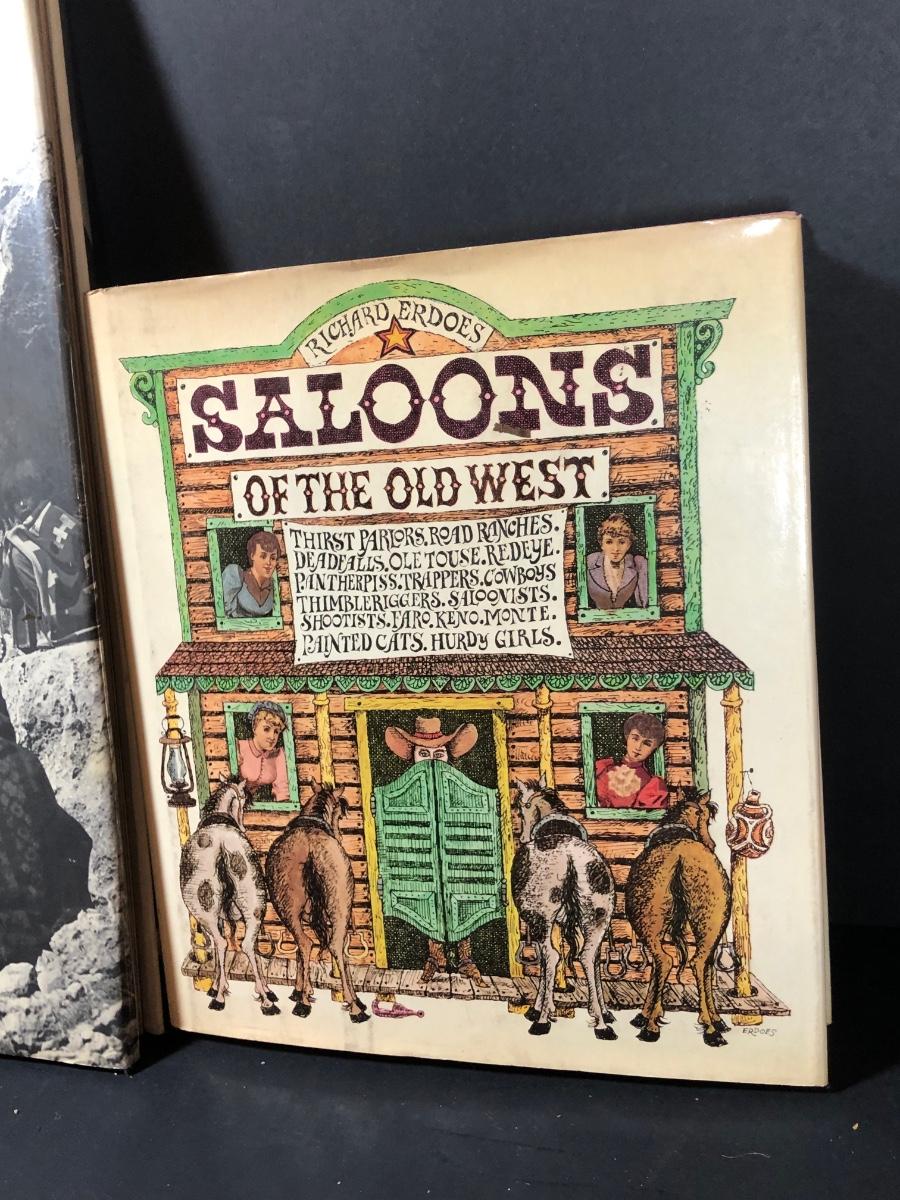 RICHARD ERDOES
SALOONS
OF THE OLD WEST
THIRST PARLORS. ROAD RANCHES.
DEADFALLS. OLE TOUSE. REDEYE.
PANTHERPISS. TRAPPERS. COWBOYS
THIMBLERIGGERS. SALOONISTS.
SHOOTISTS. FARO. KENO. MONTE.
PAINTED CATS. HURDY GIRLS.
ERDOES